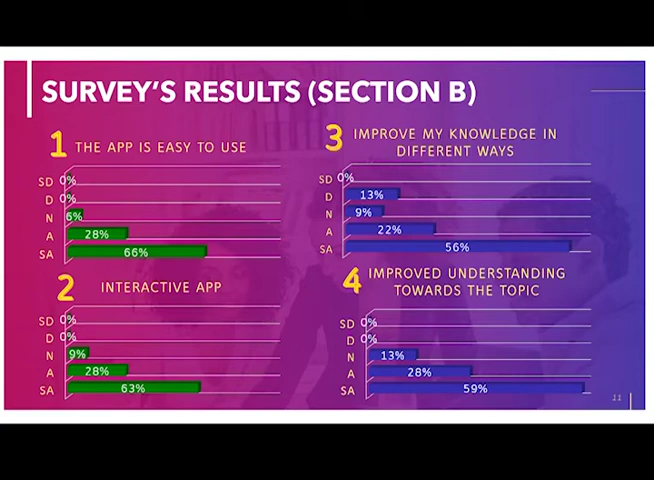 SURVEY'S RESULTS (SECTION B)
1 THE APP IS EASY TO USE
SD 0%
D 0%
N 6%
A 28%
SA 66%
2 INTERACTIVE APP
SD 0%
D 0%
N 9%
A 28%
SA 63%
3 IMPROVE MY KNOWLEDGE IN
DIFFERENT WAYS
SD 0%
D 13%
N 9%
A 22%
SA 56%
4 IMPROVED UNDERSTANDING
TOWARDS THE TOPIC
SD 0%
D 0%
N 13%
A 28%
SA 59%
11